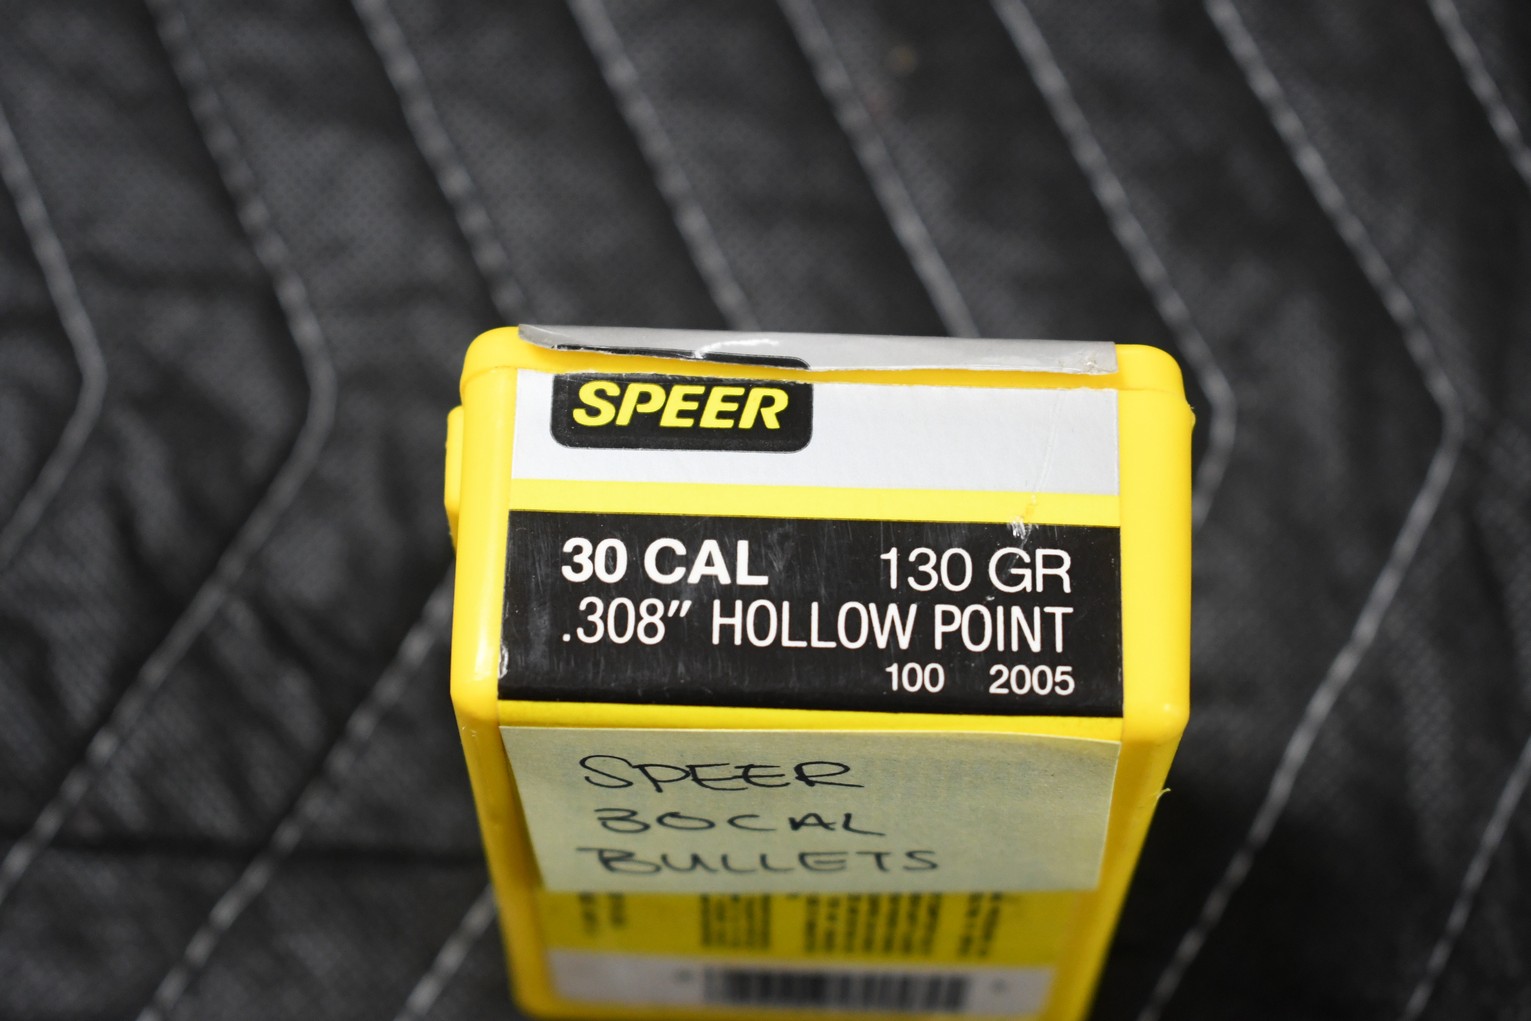 SPEER
30 CAL 130 GR
.308" HOLLOW POINT
100 2005
SPEER
30CAL
BULLETS